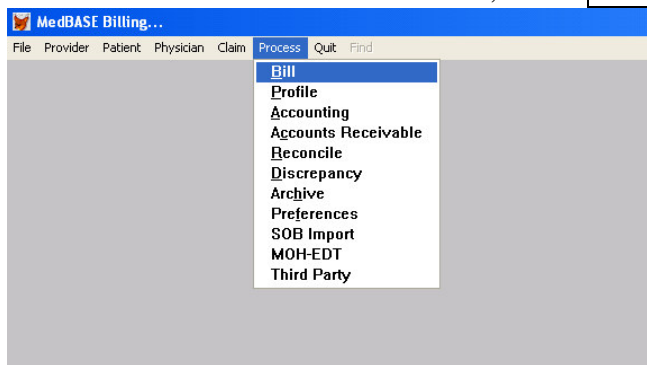 MedBASE Billing...
File Provider Patient Physician Claim Process Quit Find
Bill
Profile
Accounting
Accounts Receivable
Reconcile
Discrepancy
Archive
Preferences
SOB Import
MOH-EDT
Third Party